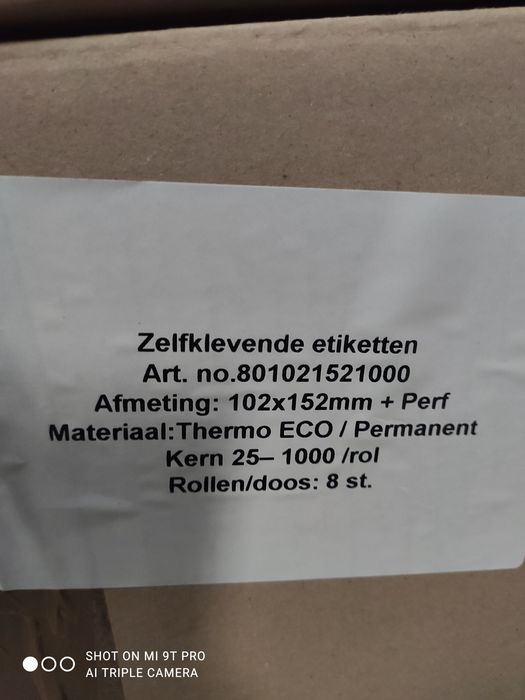 Zelfklevende etiketten
Art. no.801021521000
Afmeting: 102x152mm + Perf
Materiaal:Thermo ECO / Permanent
Kern 25– 1000 /rol
Rollen/doos: 8 st.
SHOT ON MI 9T PRO
AI TRIPLE CAMERA